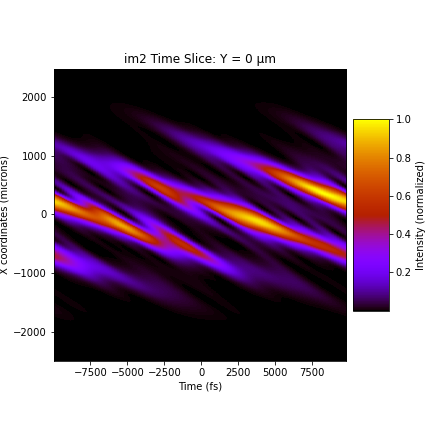 im2 Time Slice: Y = 0 μm
X coordinates (microns)
2000
1000
0
−1000
−2000
−7500 −5000 −2500 0 2500 5000 7500
Time (fs)
1.0
0.8
0.6
0.4
0.2
Intensity (normalized)